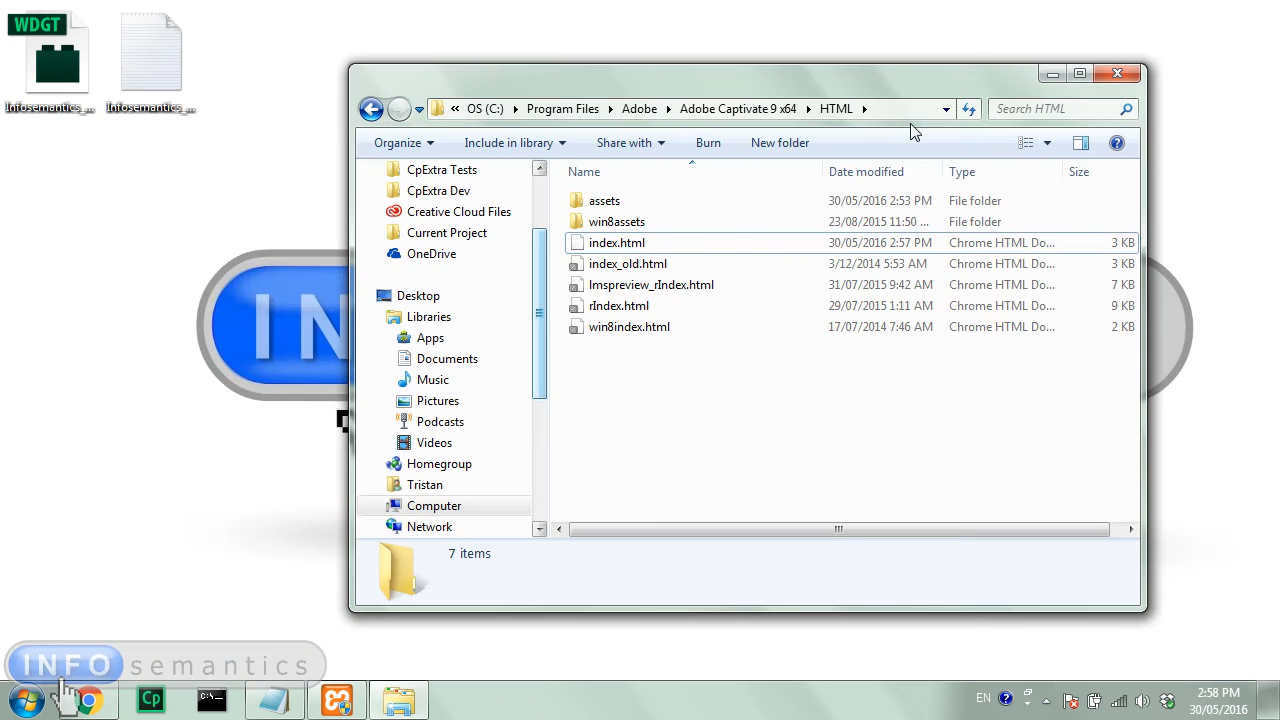 WDGT
Infosemantics_...
Infosemantics_...
OS (C:) Program Files Adobe Adobe Captivate 9 x64 HTML
Search HTML
Organize Include in library Share with Burn New folder
Name Date modified Type Size
CpExtra Tests
CpExtra Dev
Creative Cloud Files
Current Project
OneDrive
Desktop
Libraries
Apps
Documents
Music
Pictures
Podcasts
Videos
Homegroup
Tristan
Computer
Network
assets 30/05/2016 2:53 PM File folder
win8assets 23/08/2015 11:50 ... File folder
index.html 30/05/2016 2:57 PM Chrome HTML Do... 3 KB
index_old.html 3/12/2014 5:53 AM Chrome HTML Do... 3 KB
lmspreview_rIndex.html 31/07/2015 9:42 AM Chrome HTML Do... 7 KB
rIndex.html 29/07/2015 1:11 AM Chrome HTML Do... 9 KB
win8index.html 17/07/2014 7:46 AM Chrome HTML Do... 2 KB
7 items
IN
INFOsemantics
Cp
C:\.
EN
2:58 PM
30/05/2016